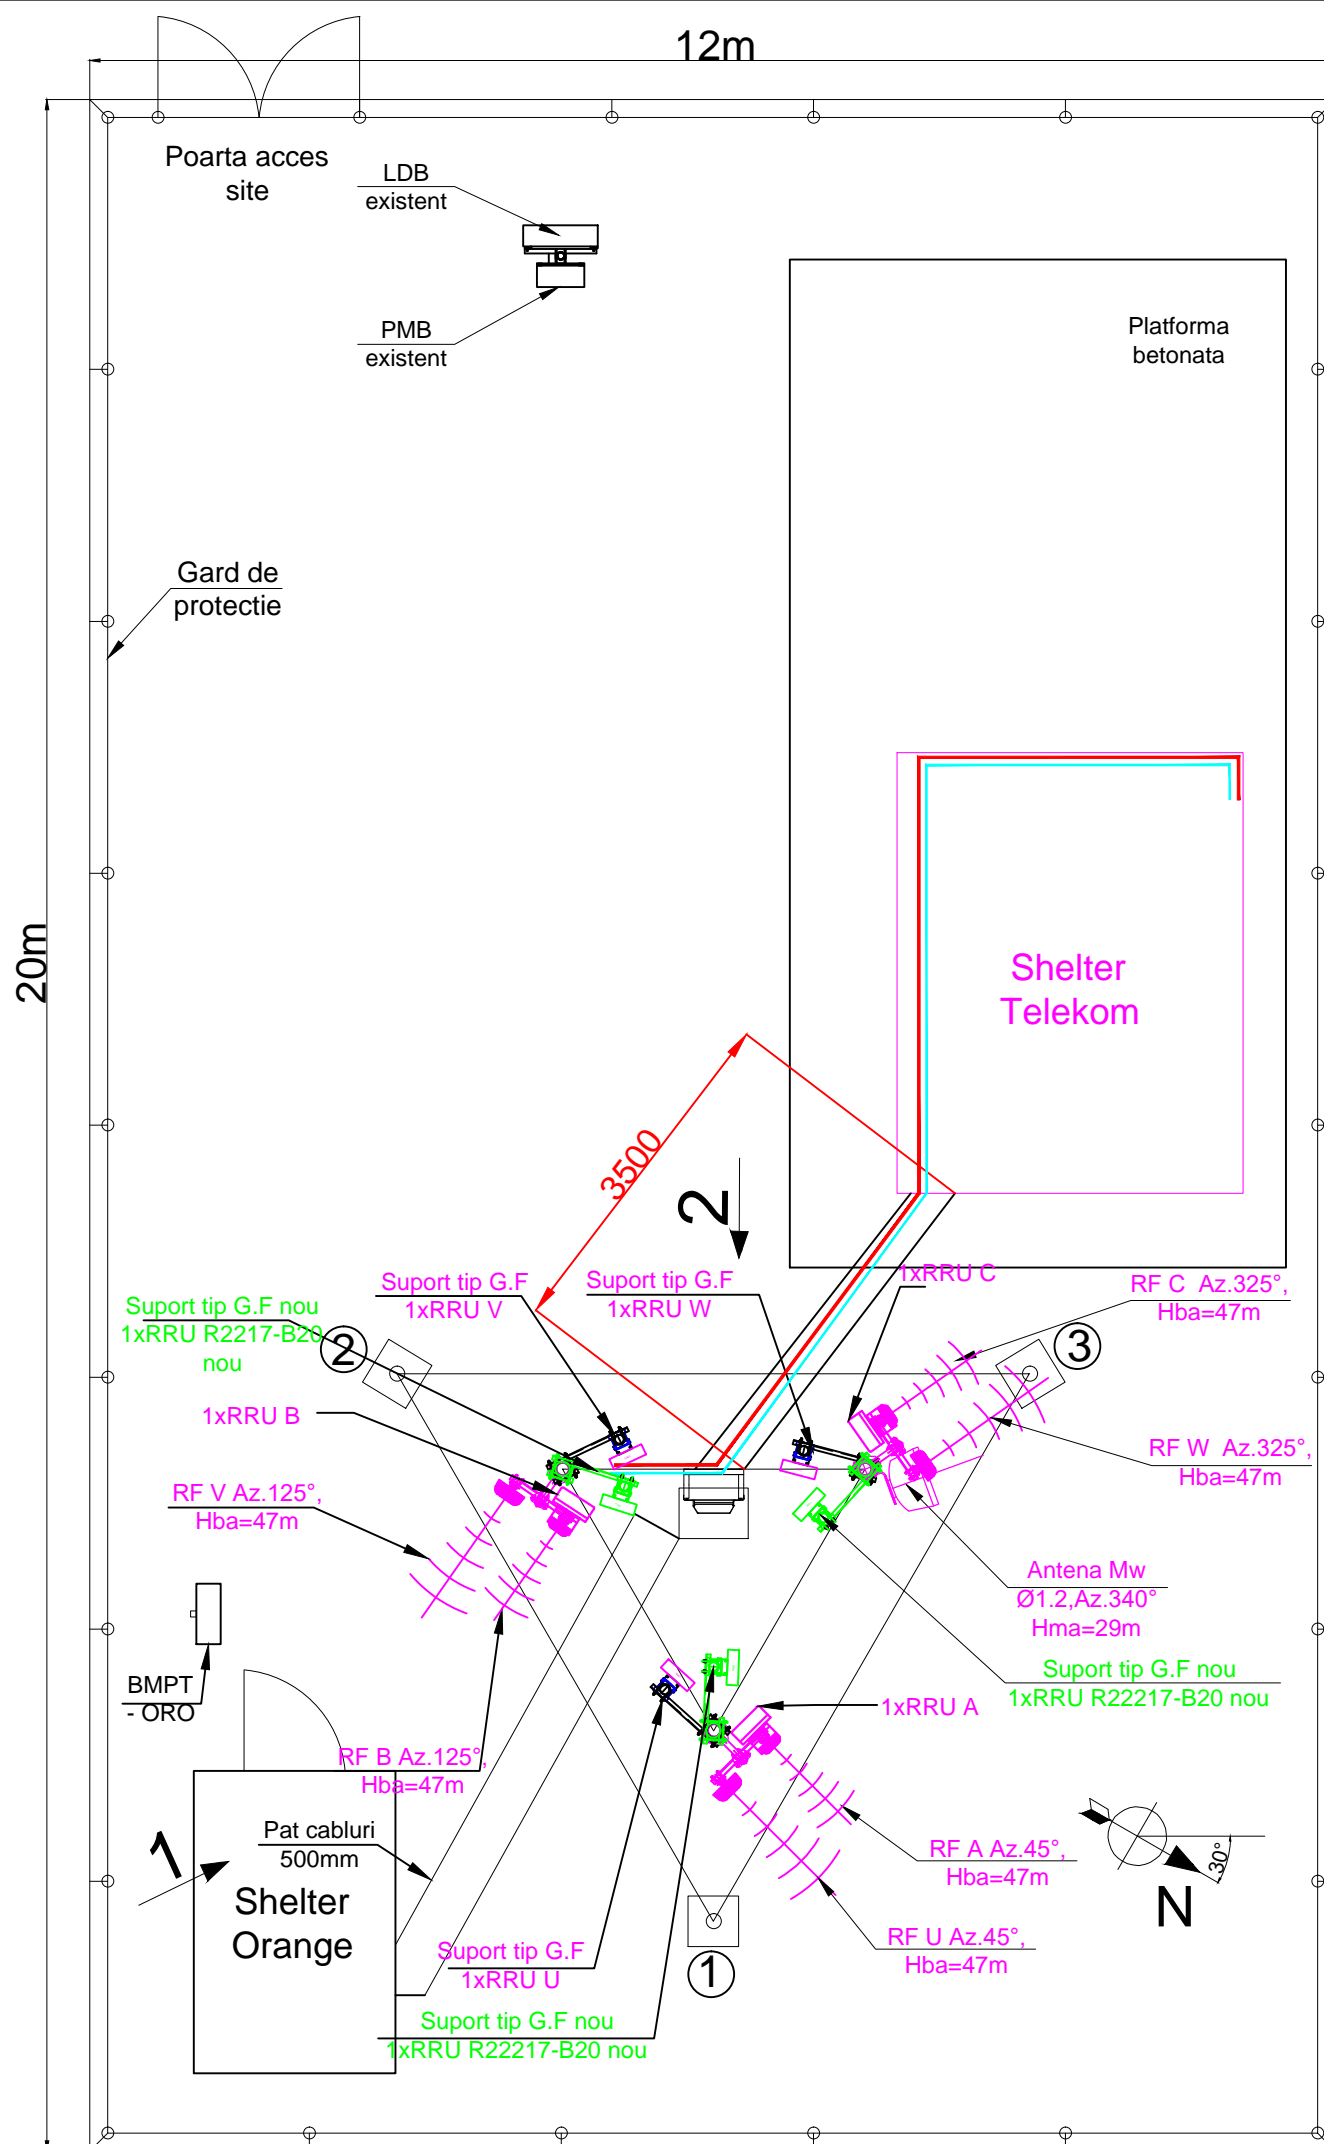 12m
Poarta acces
site
LDB
existent
PMB
existent
Platforma
betonata
Gard de
protectie
20m
Shelter
Telekom
3500
2
Suport tip G.F
1xRRU V
Suport tip G.F
1xRRU W
1xRRU C
RF C  Az.325°,
Hba=47m
Suport tip G.F nou
1xRRU R2217-B20
nou
2
3
1xRRU B
RF W  Az.325°,
Hba=47m
RF V Az.125°,
Hba=47m
Antena Mw
Ø1.2,Az.340°
Hma=29m
BMPT
- ORO
Suport tip G.F nou
1xRRU R22217-B20 nou
1xRRU A
RF B Az.125°,
Hba=47m
Pat cabluri
500mm
1
Shelter
Orange
RF A Az.45°,
Hba=47m
30°
N
RF U Az.45°,
Hba=47m
Suport tip G.F
1xRRU U
1
Suport tip G.F nou
1xRRU R22217-B20 nou